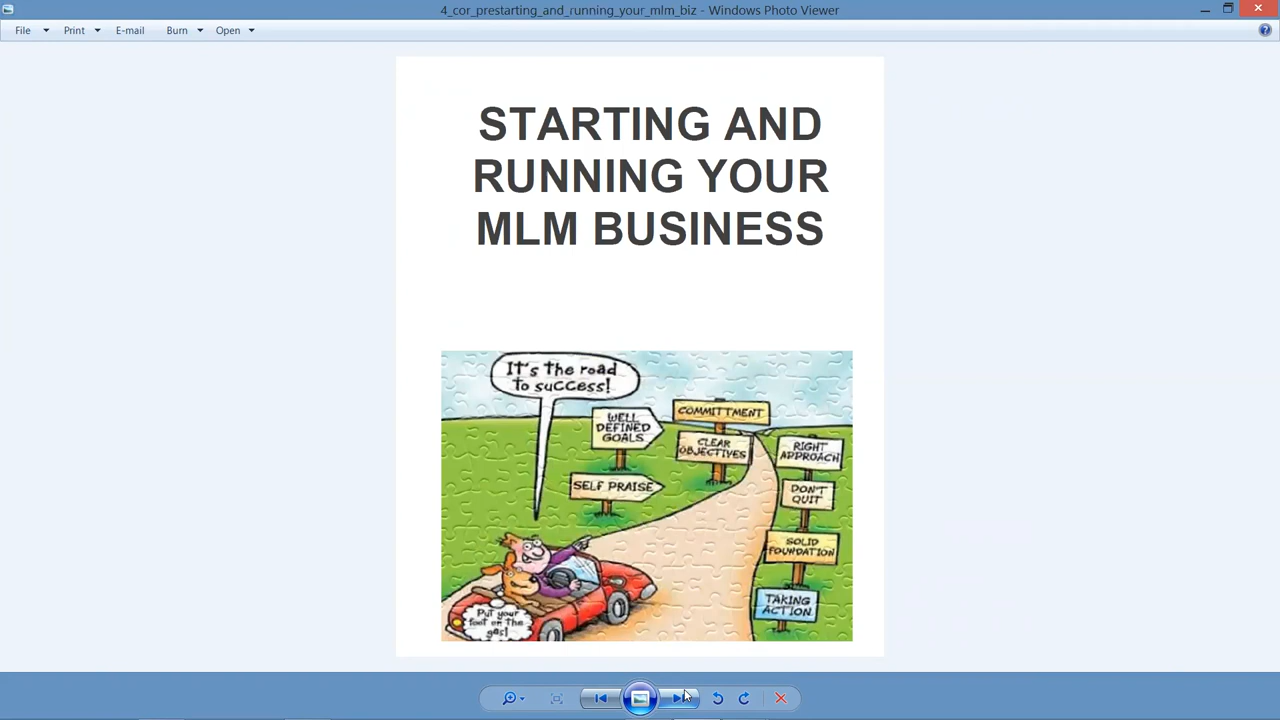 4_cor_prestarting_and_running_your_mlm_biz - Windows Photo Viewer
File Print E-mail Burn Open
STARTING AND
RUNNING YOUR
MLM BUSINESS
It's the road
to success!
WELL
DEFINED
GOALS
COMMITTMENT
CLEAR
OBJECTIVES
RIGHT
APPROACH
SELF PRAISE
DON'T
QUIT
SOLID
FOUNDATION
TAKING
ACTION
Put your
foot on the
gas!